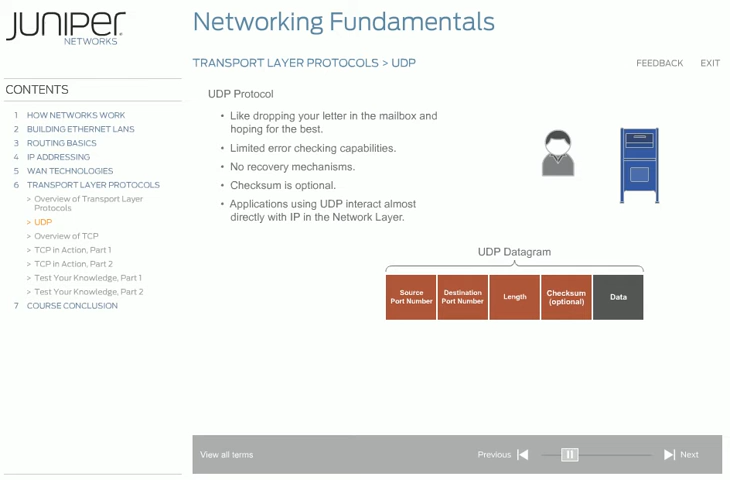 JUNIPER
NETWORKS
Networking Fundamentals
TRANSPORT LAYER PROTOCOLS > UDP
FEEDBACK
EXIT
CONTENTS
1 HOW NETWORKS WORK
2 BUILDING ETHERNET LANS
3 ROUTING BASICS
4 IP ADDRESSING
5 WAN TECHNOLOGIES
6 TRANSPORT LAYER PROTOCOLS
> Overview of Transport Layer
Protocols
> UDP
> Overview of TCP
> TCP in Action, Part 1
> TCP in Action, Part 2
> Test Your Knowledge, Part 1
> Test Your Knowledge, Part 2
7 COURSE CONCLUSION
UDP Protocol
• Like dropping your letter in the mailbox and
hoping for the best.
• Limited error checking capabilities.
• No recovery mechanisms.
• Checksum is optional.
• Applications using UDP interact almost
directly with IP in the Network Layer.
UDP Datagram
Source
Port Number
Destination
Port Number
Length
Checksum
(optional)
Data
View all terms
Previous
Next